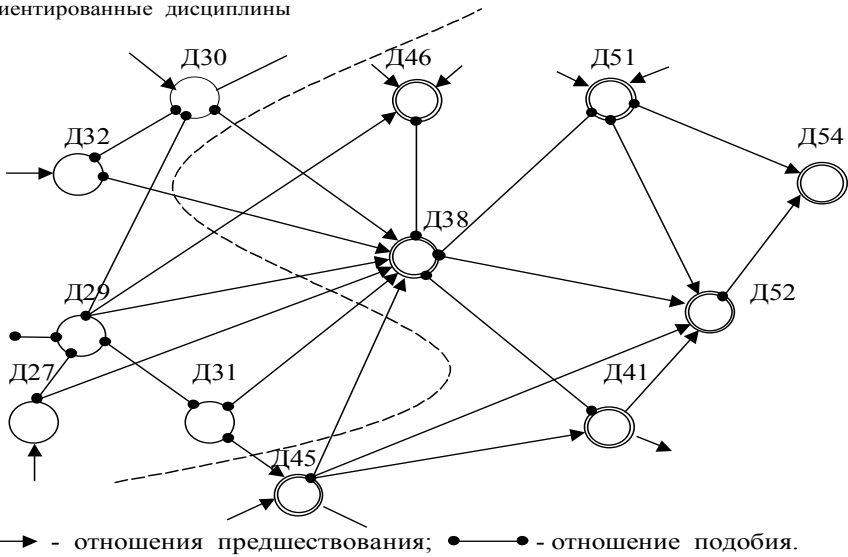 иентированные дисциплины
Д30
Д46
Д51
Д32
Д54
Д38
Д29
Д52
Д27
Д31
Д41
Д45
- отношения предшествования; - отношение подобия.